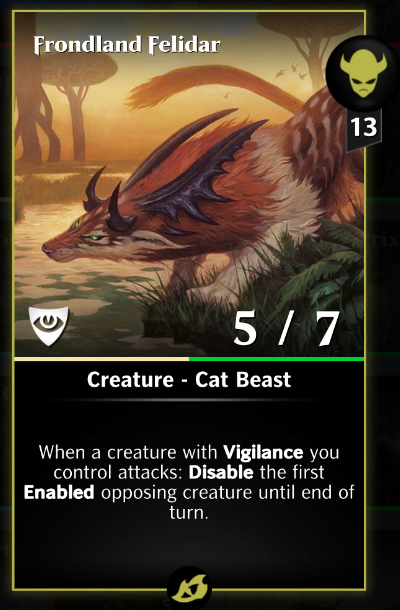 Frondland Felidar
13
5 / 7
Creature - Cat Beast
When a creature with Vigilance you
control attacks: Disable the first
Enabled opposing creature until end of
turn.